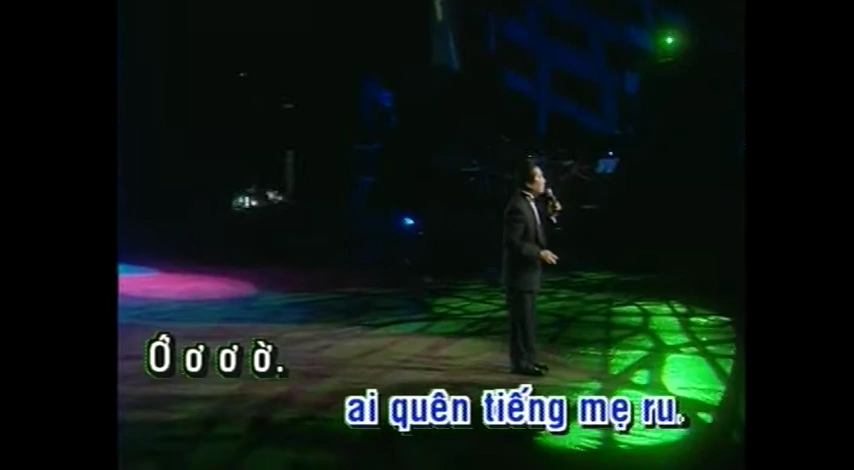 Ớ ơ ơ ờ.
ai quên tiếng mẹ ru.